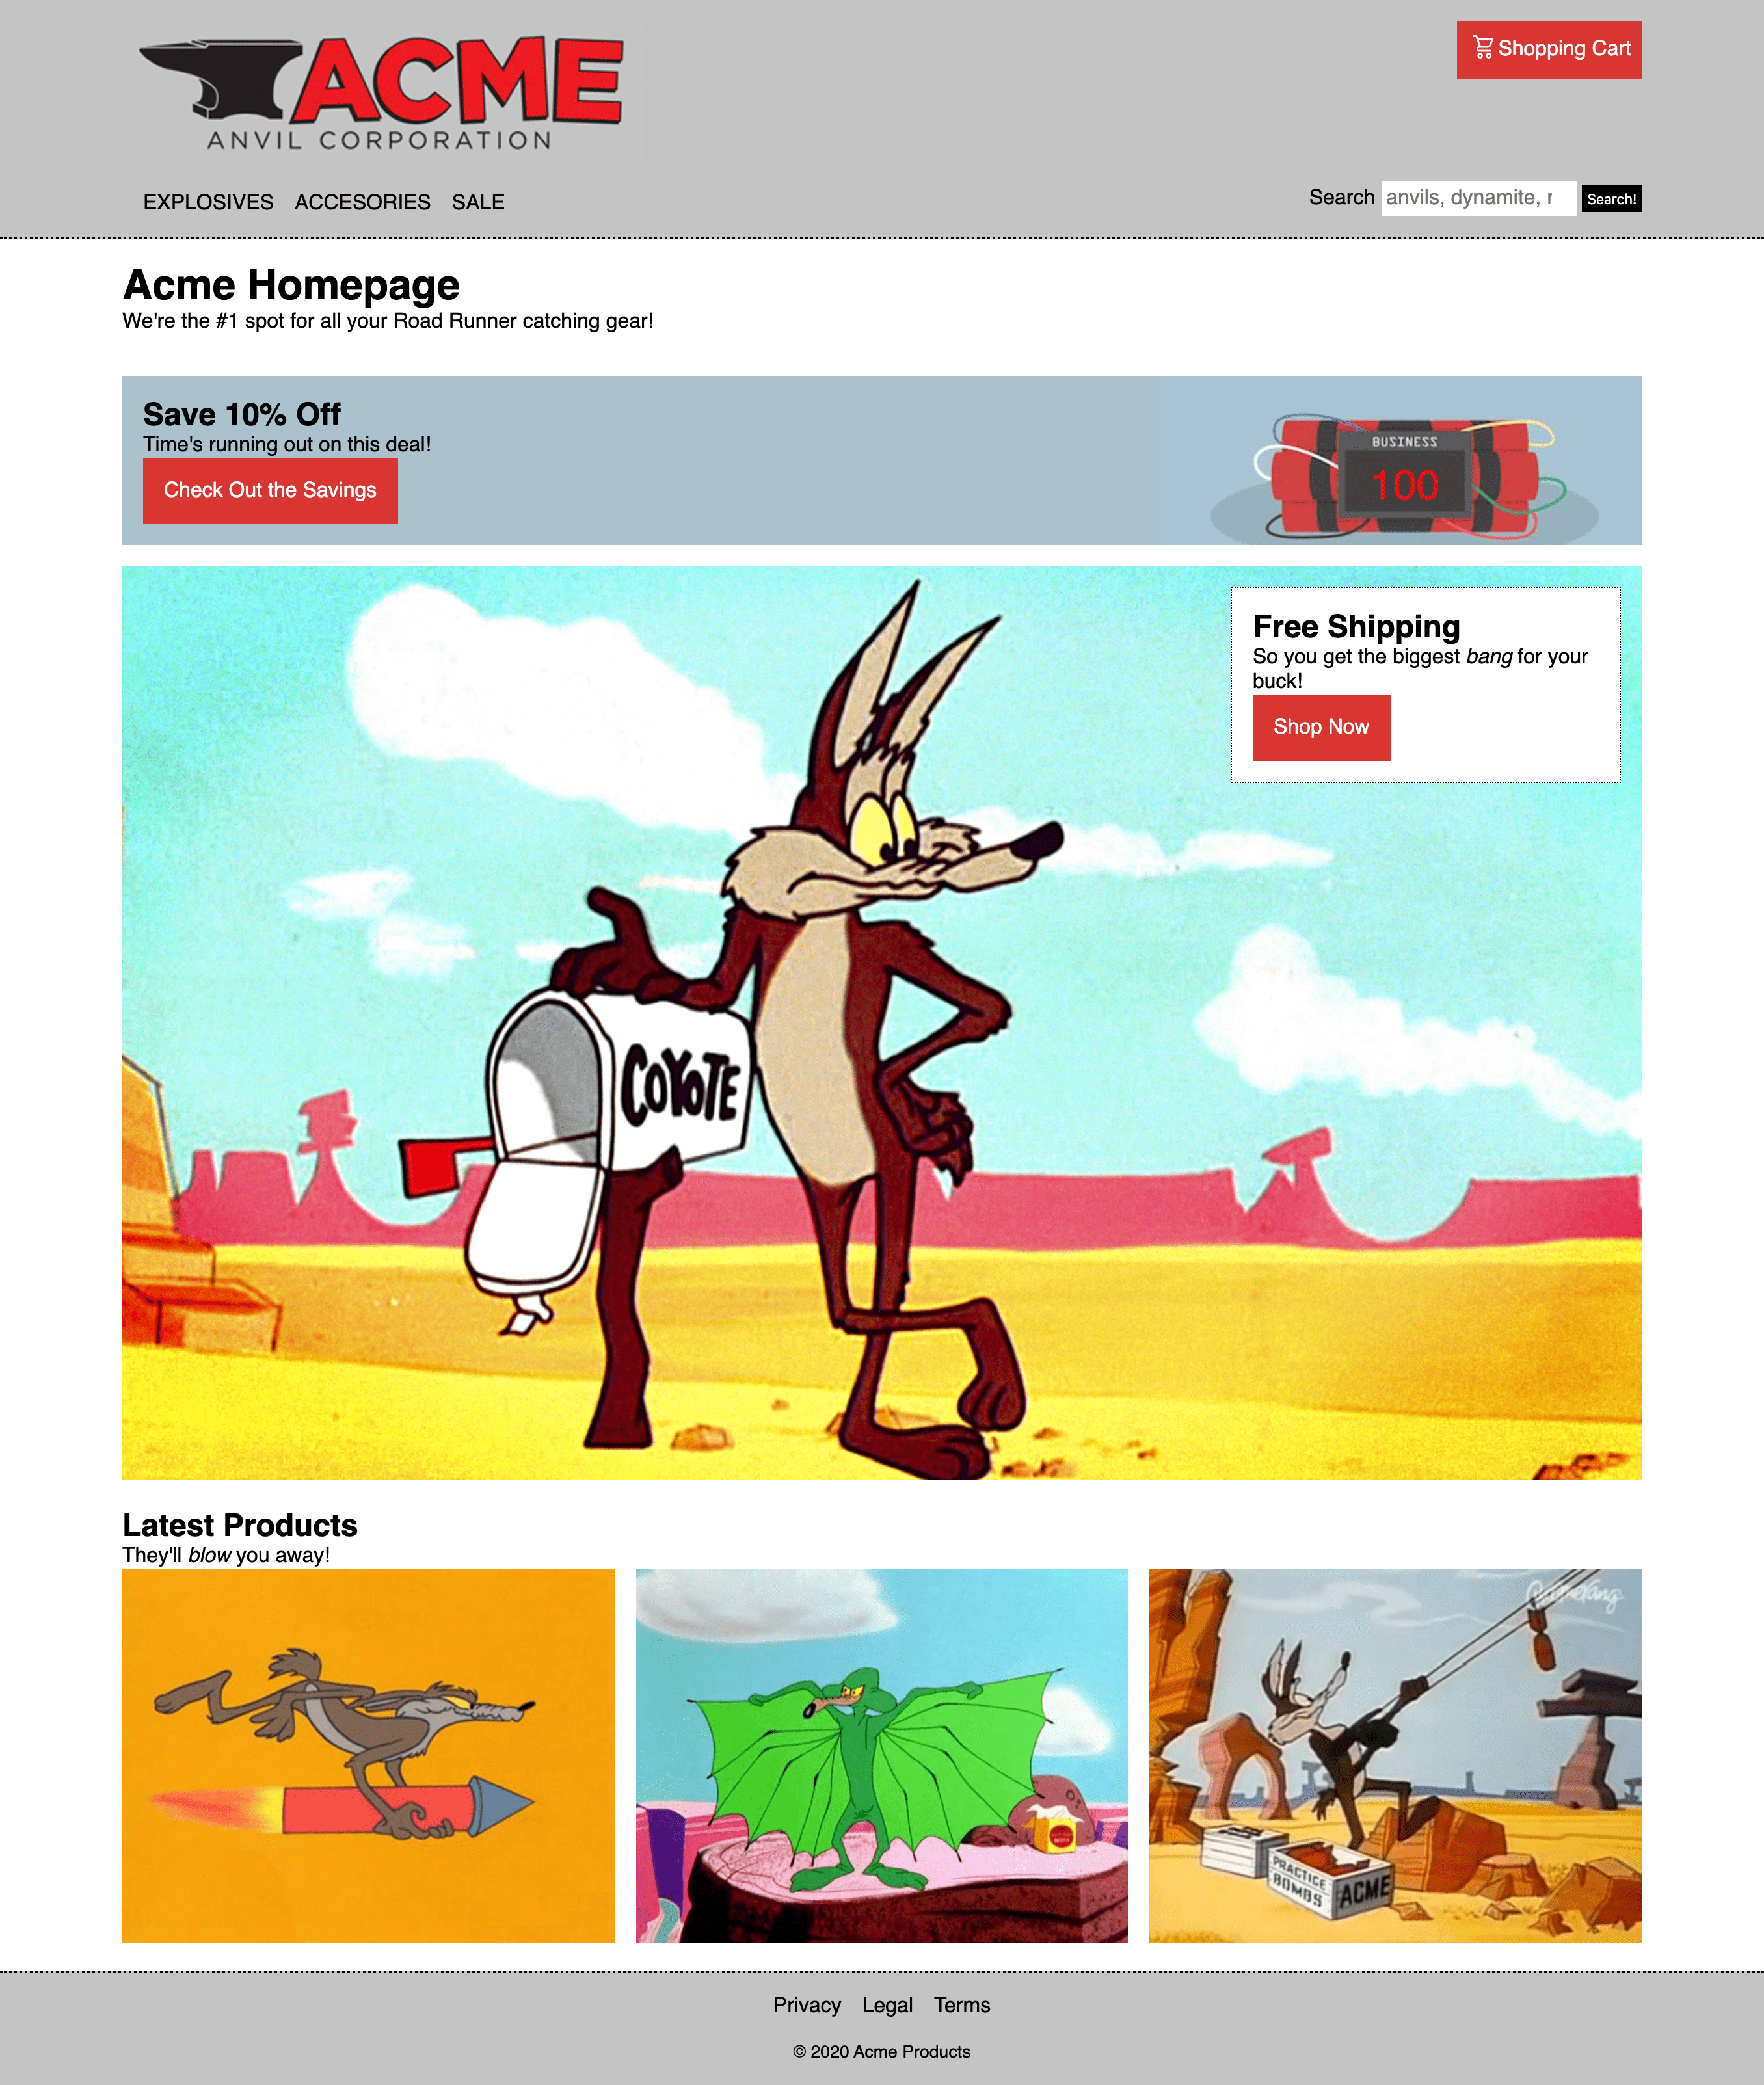 ACME
ANVIL CORPORATION
Shopping Cart
EXPLOSIVES ACCESORIES SALE
Search anvils, dynamite, r Search!
Acme Homepage
We're the #1 spot for all your Road Runner catching gear!
Save 10% Off
Time's running out on this deal!
Check Out the Savings
BUSINESS
100
Free Shipping
So you get the biggest bang for your
buck!
Shop Now
COYOTE
Latest Products
They'll blow you away!
Boomerang
PRACTICE
BOMBS
ACME
Privacy Legal Terms
© 2020 Acme Products